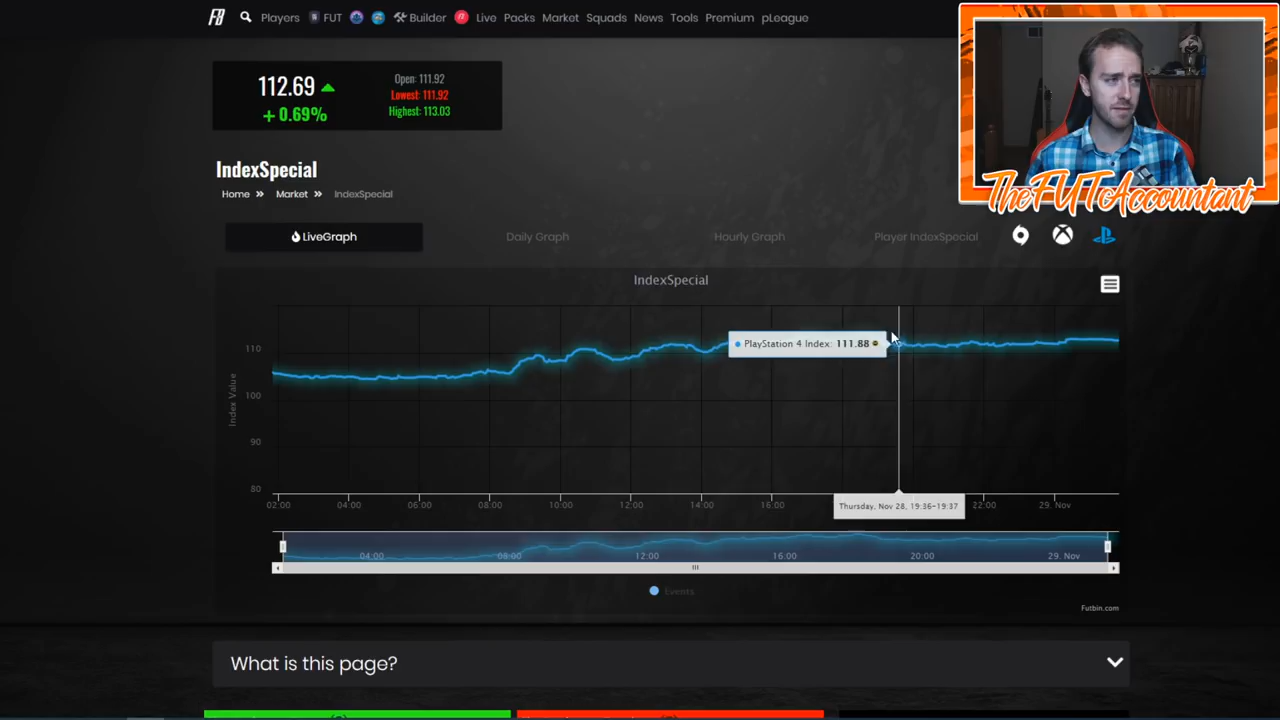 F8 Players FUT Builder Live Packs Market Squads News Tools Premium pLeague
112.69
+ 0.69%
Open: 111.92
Lowest: 111.92
Highest: 113.03
TheFUTAccountant
IndexSpecial
Home » Market » IndexSpecial
LiveGraph Daily Graph Hourly Graph Player IndexSpecial
IndexSpecial
Index Value
110
100
90
80
PlayStation 4 Index: 111.88
02:00 04:00 06:00 08:00 10:00 12:00 14:00 16:00 22:00 29. Nov
Thursday, Nov 28, 19:36-19:37
04:00 08:00 12:00 16:00 20:00 29. Nov
Events
Futbin.com
What is this page?